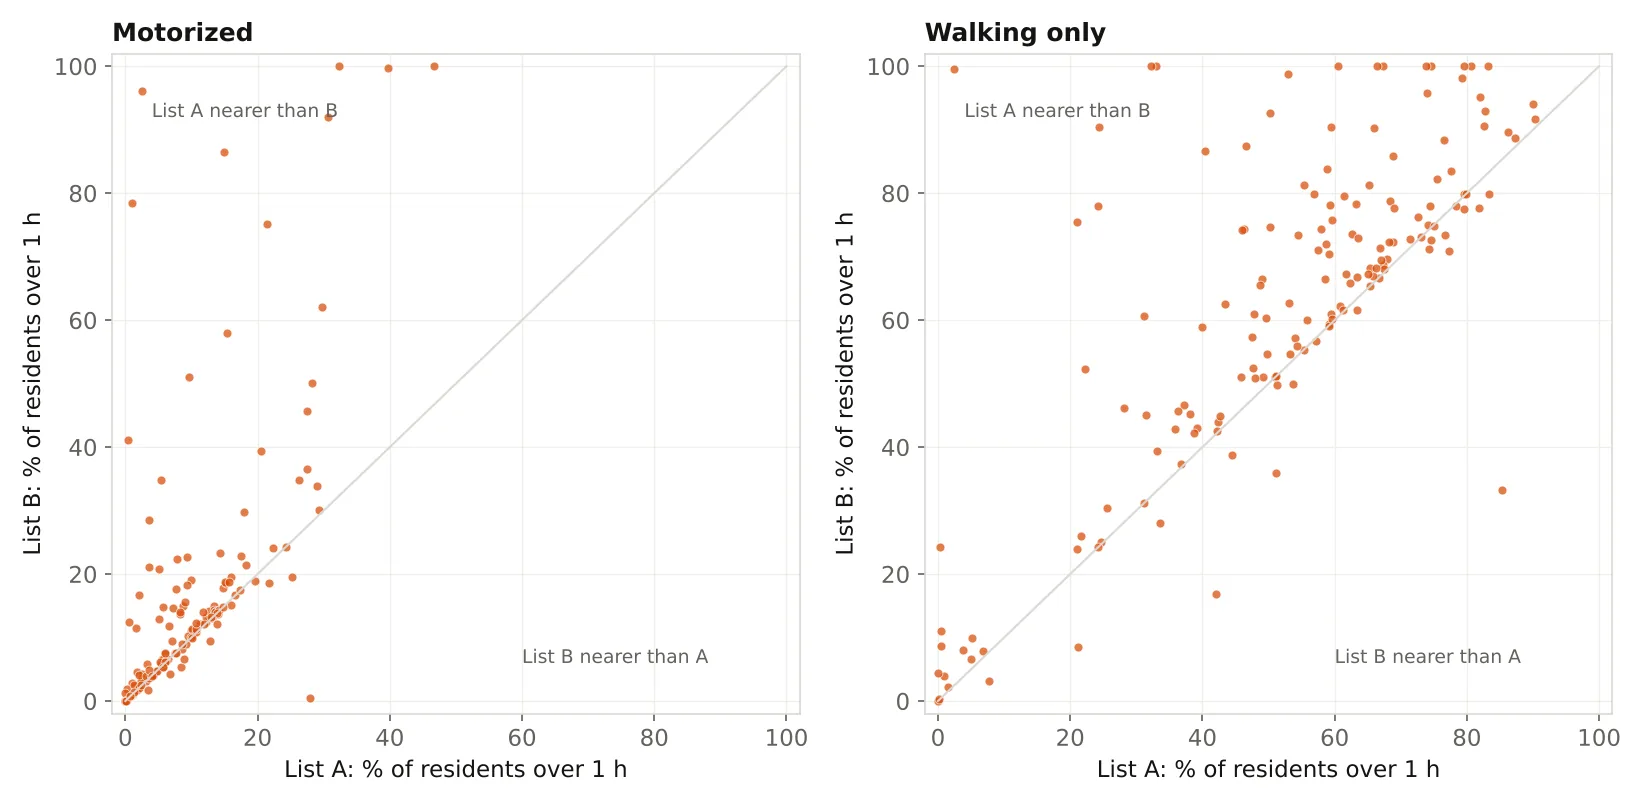 Motorized
List B: % of residents over 1 h
100
80
60
40
20
0
List A nearer than B
List B nearer than A
0 20 40 60 80 100
List A: % of residents over 1 h
Walking only
List B: % of residents over 1 h
100
80
60
40
20
0
List A nearer than B
List B nearer than A
0 20 40 60 80 100
List A: % of residents over 1 h